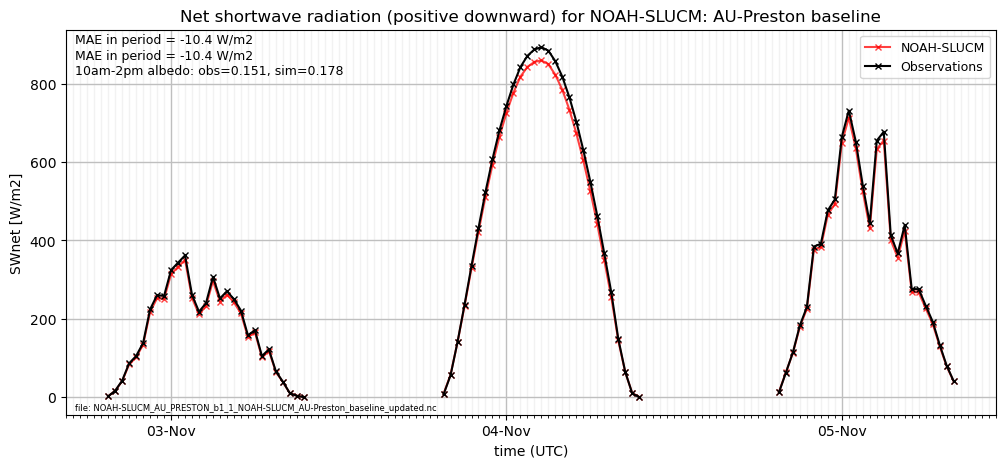 Net shortwave radiation (positive downward) for NOAH-SLUCM: AU-Preston baseline
MAE in period = -10.4 W/m2
MAE in period = -10.4 W/m2
10am-2pm albedo: obs=0.151, sim=0.178
NOAH-SLUCM
Observations
SWnet [W/m2]
800
600
400
200
0
file: NOAH-SLUCM_AU_PRESTON_b1_1_NOAH-SLUCM_AU-Preston_baseline_updated.nc
03-Nov
04-Nov
05-Nov
time (UTC)